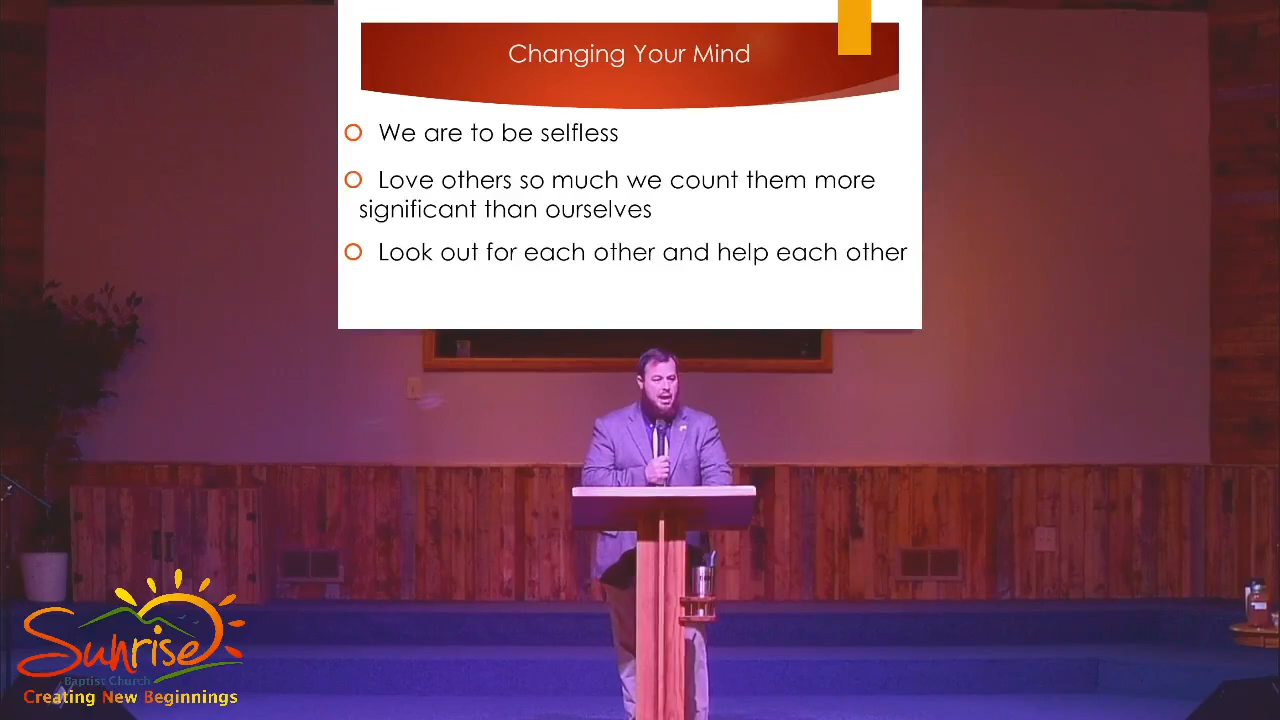 Changing Your Mind
We are to be selfless
Love others so much we count them more
significant than ourselves
Look out for each other and help each other
Sunrise
Baptist Church
Creating New Beginnings